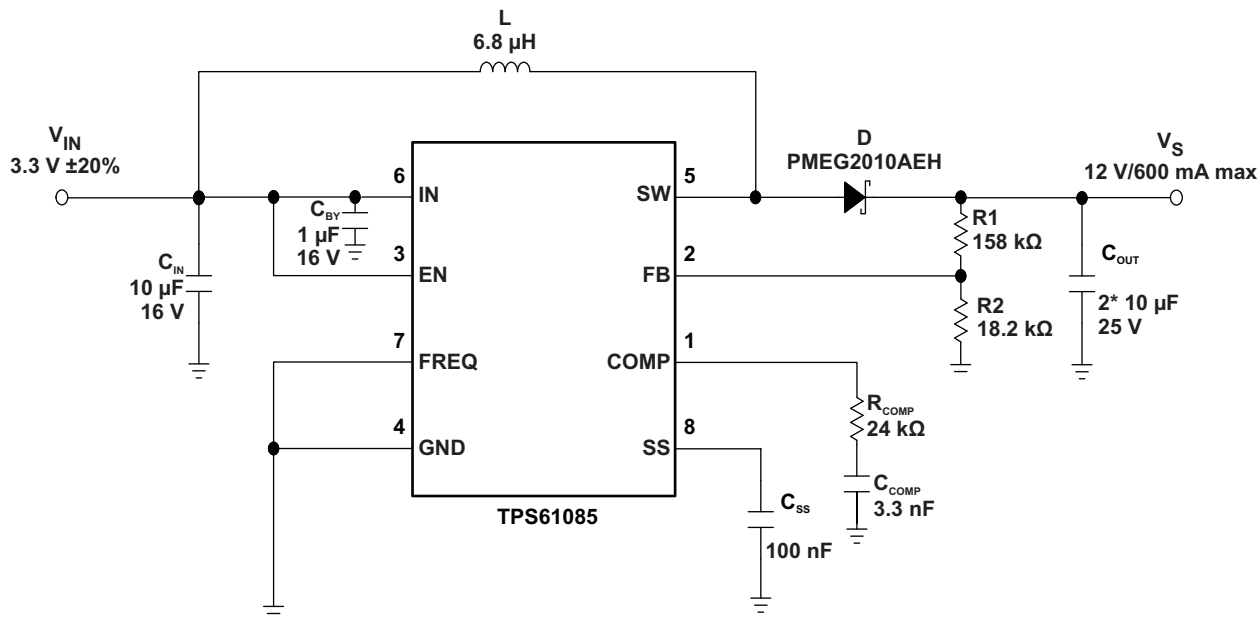 L
6.8 µH
V_IN
3.3 V ±20%
D
PMEG2010AEH
V_S
12 V/600 mA max
6
IN
SW
5
C_BY
1 µF
16 V
R1
158 kΩ
3
EN
FB
2
C_IN
10 µF
16 V
C_OUT
2* 10 µF
25 V
R2
18.2 kΩ
7
FREQ
COMP
1
R_COMP
24 kΩ
4
GND
SS
8
C_COMP
3.3 nF
C_SS
100 nF
TPS61085